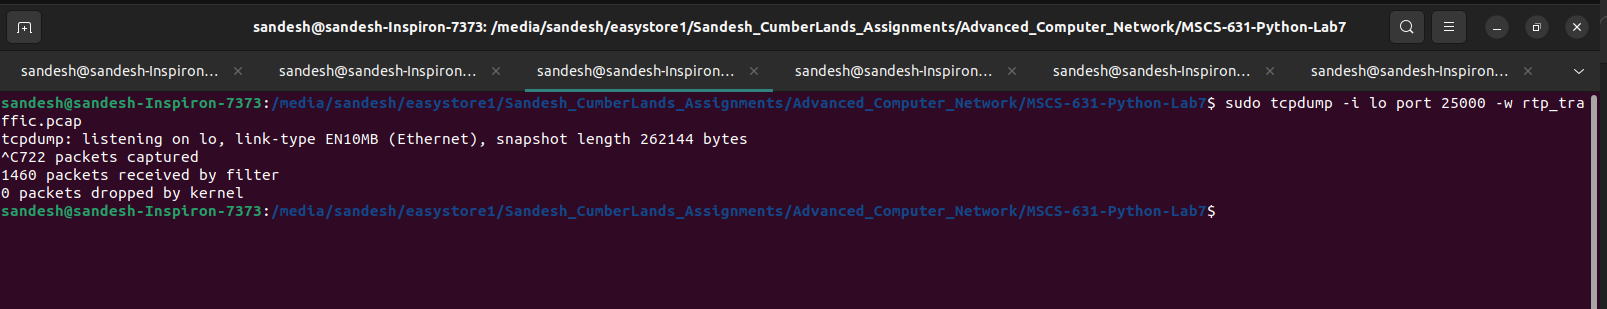 sandesh@sandesh-Inspiron-7373: /media/sandesh/easystore1/Sandesh_CumberLands_Assignments/Advanced_Computer_Network/MSCS-631-Python-Lab7
sandesh@sandesh-Inspiron… × sandesh@sandesh-Inspiron… × sandesh@sandesh-Inspiron… × sandesh@sandesh-Inspiron… × sandesh@sandesh-Inspiron… × sandesh@sandesh-Inspiron… ×
sandesh@sandesh-Inspiron-7373:/media/sandesh/easystore1/Sandesh_CumberLands_Assignments/Advanced_Computer_Network/MSCS-631-Python-Lab7$ sudo tcpdump -i lo port 25000 -w rtp_tra
ffic.pcap
tcpdump: listening on lo, link-type EN10MB (Ethernet), snapshot length 262144 bytes
^C722 packets captured
1460 packets received by filter
0 packets dropped by kernel
sandesh@sandesh-Inspiron-7373:/media/sandesh/easystore1/Sandesh_CumberLands_Assignments/Advanced_Computer_Network/MSCS-631-Python-Lab7$